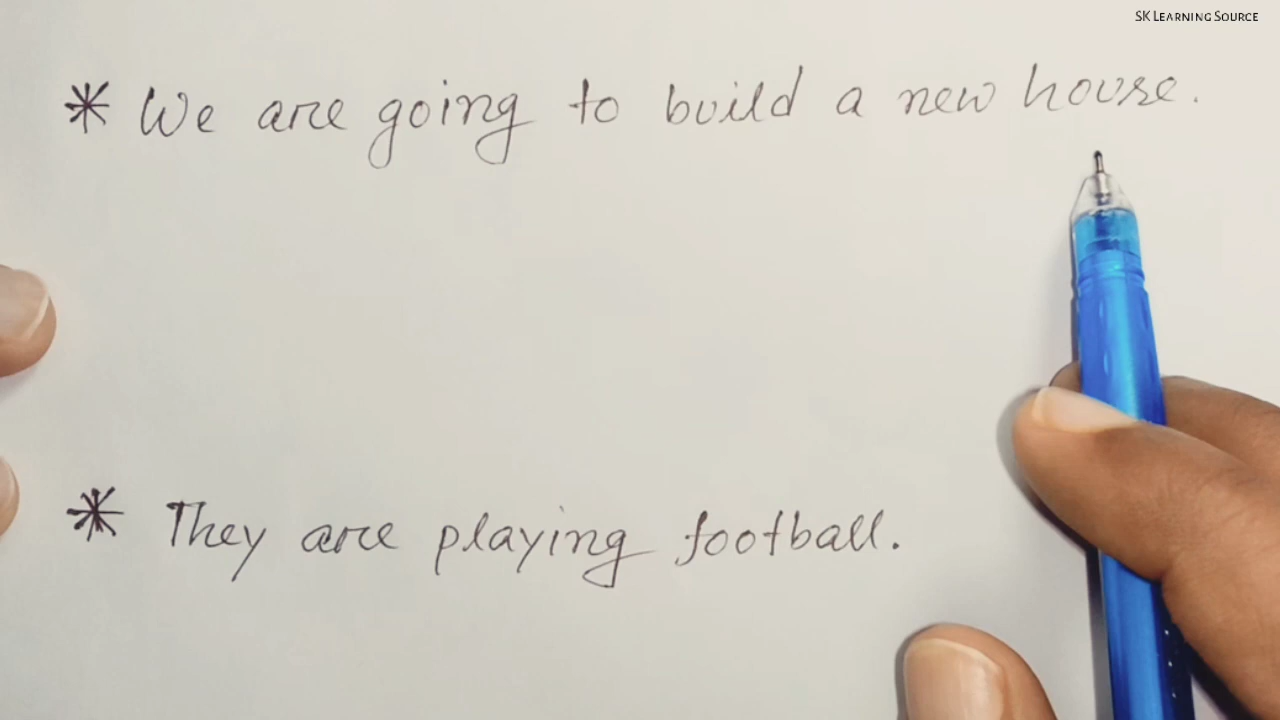 SK LEARNING SOURCE
* We are going to build a new house.
* They are playing football.